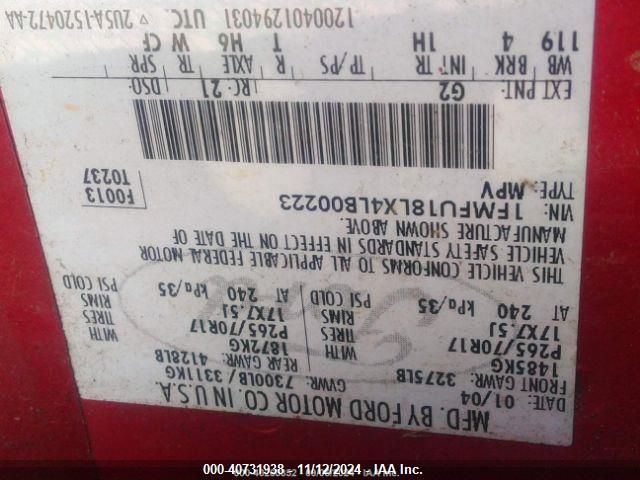 MFD. BY FORD MOTOR CO. IN U.S.A.
DATE: 01/04 GVWR: 7300LB / 3311KG
FRONT GAWR: 3275LB REAR GAWR: 4128LB
1485KG 1872KG
P265/70R17 WITH TIRES P265/70R17 WITH TIRES
17X7.5J RIMS 17X7.5J RIMS
AT 240 kPa/35 PSI COLD AT 240 kPa/35 PSI COLD
THIS VEHICLE CONFORMS TO ALL APPLICABLE FEDERAL MOTOR
VEHICLE SAFETY STANDARDS IN EFFECT ON THE DATE OF
MANUFACTURE SHOWN ABOVE.
VIN: 1FMFU18LX4LB00223 F0013
TYPE: MPV T0237
EXT PNT: G2 RC: 21 DSO:
WB BRK INT TR TP/PS R AXLE TR SPR
119 4 1H T H6 W CF
1200401294031 UTC ▽ 2U5A-1520472-AA
000-40731938 - 11/12/2024 - IAA Inc.